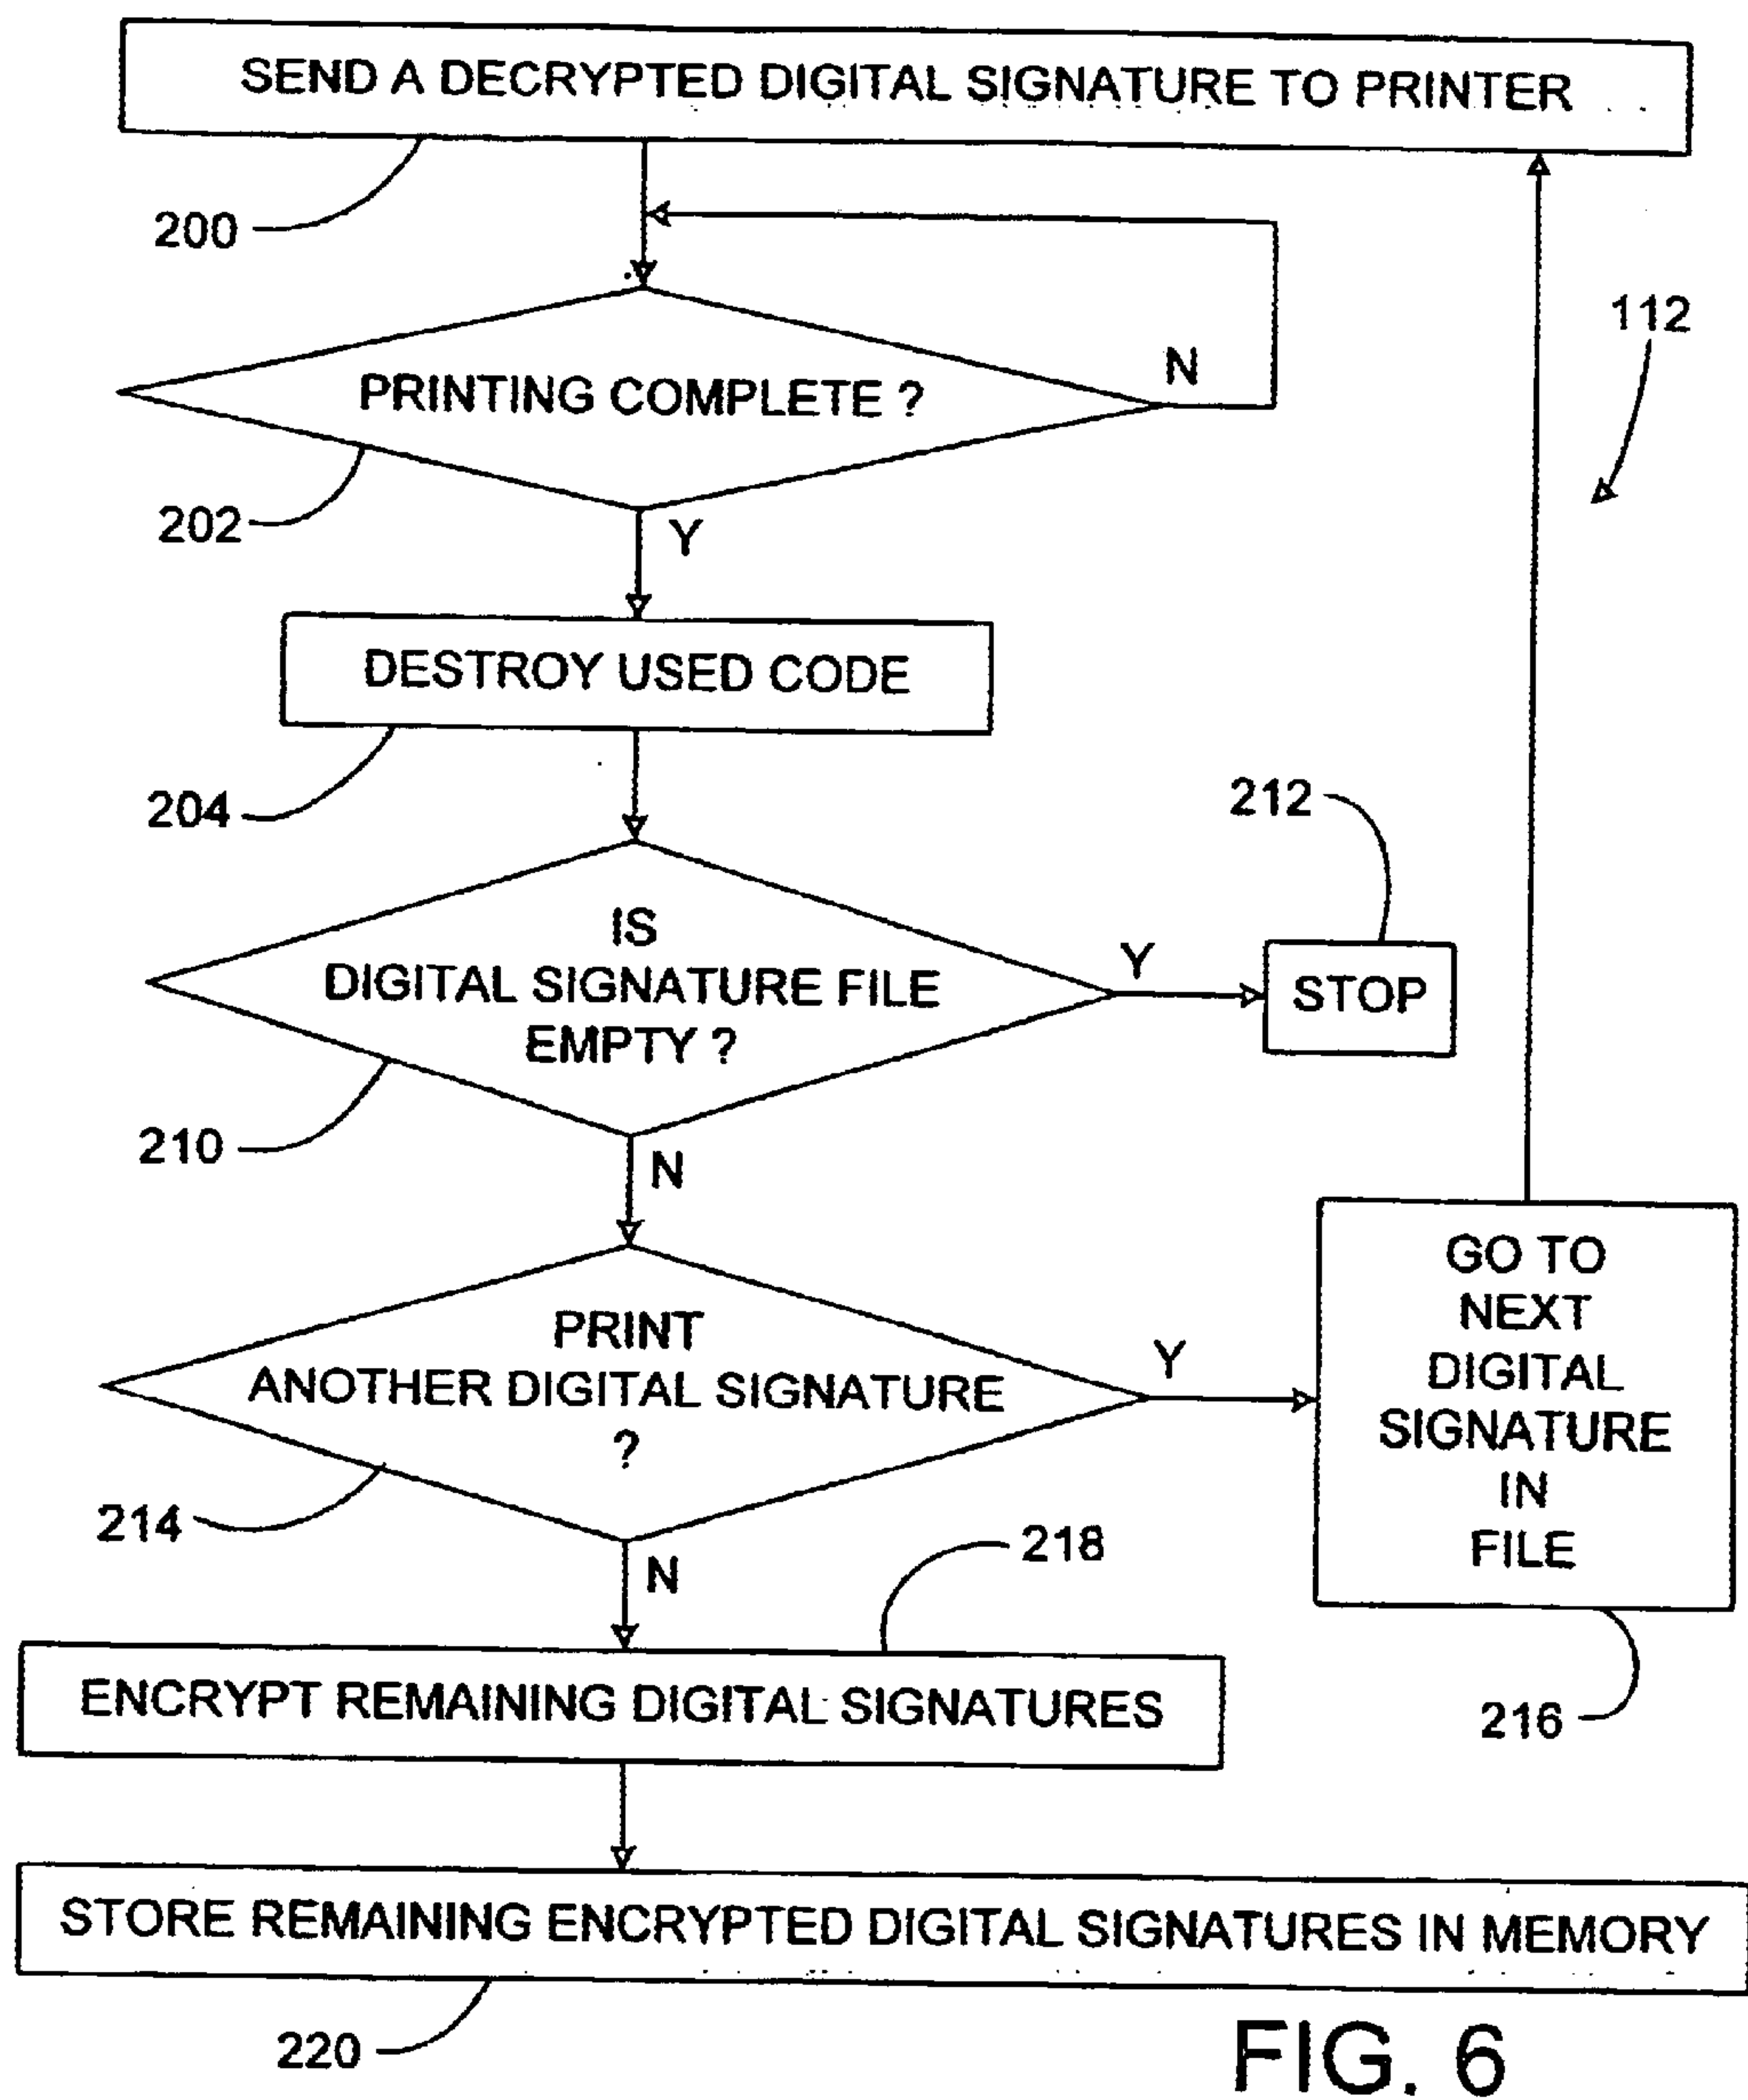 SEND A DECRYPTED DIGITAL SIGNATURE TO PRINTER
200
112
PRINTING COMPLETE ?
N
202
Y
DESTROY USED CODE
204
212
IS
DIGITAL SIGNATURE FILE
EMPTY ?
Y
STOP
210
N
PRINT
ANOTHER DIGITAL SIGNATURE
?
Y
GO TO
NEXT
DIGITAL
SIGNATURE
IN
FILE
214
N
218
216
ENCRYPT REMAINING DIGITAL SIGNATURES
STORE REMAINING ENCRYPTED DIGITAL SIGNATURES IN MEMORY
220
FIG. 6